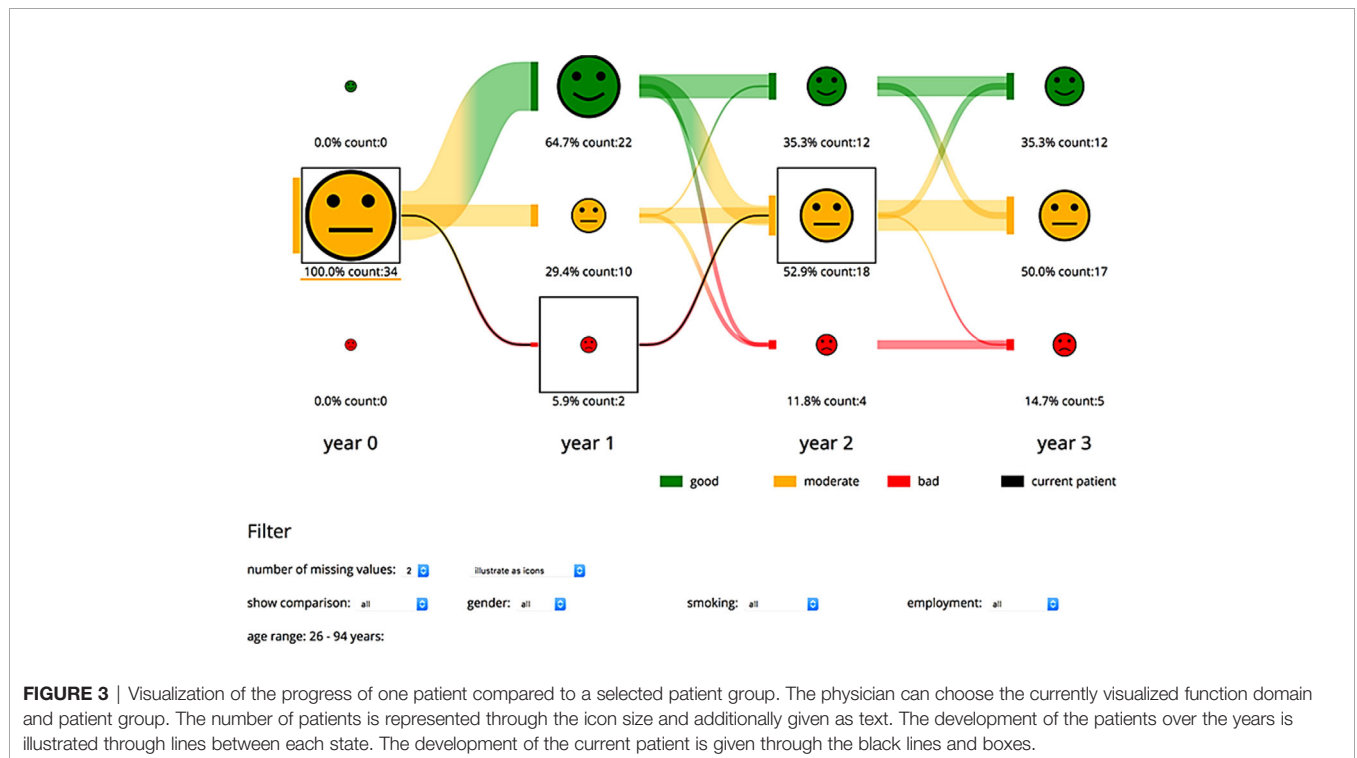 0.0% count:0
64.7% count:22
35.3% count:12
35.3% count:12
100.0% count:34
29.4% count:10
52.9% count:18
50.0% count:17
0.0% count:0
5.9% count:2
11.8% count:4
14.7% count:5
year 0
year 1
year 2
year 3
good
moderate
bad
current patient
Filter
number of missing values: 2
illustrate as icons
show comparison: all
gender: all
smoking: all
employment: all
age range: 26 - 94 years:
FIGURE 3 | Visualization of the progress of one patient compared to a selected patient group. The physician can choose the currently visualized function domain
and patient group. The number of patients is represented through the icon size and additionally given as text. The development of the patients over the years is
illustrated through lines between each state. The development of the current patient is given through the black lines and boxes.